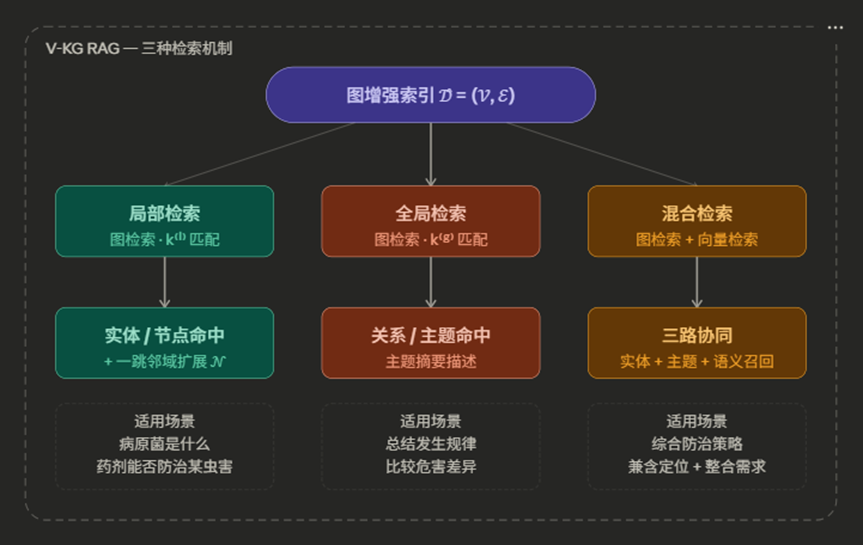 V-KG RAG — 三种检索机制
图增强索引 𝒟 = (𝒱, ℰ)
局部检索
图检索 · k⁽ˡ⁾ 匹配
全局检索
图检索 · k⁽ᵍ⁾ 匹配
混合检索
图检索 + 向量检索
实体 / 节点命中
+ 一跳邻域扩展 𝒩
关系 / 主题命中
主题摘要描述
三路协同
实体 + 主题 + 语义召回
适用场景
病原菌是什么
药剂能否防治某虫害
适用场景
总结发生规律
比较危害差异
适用场景
综合防治策略
兼含定位 + 整合需求